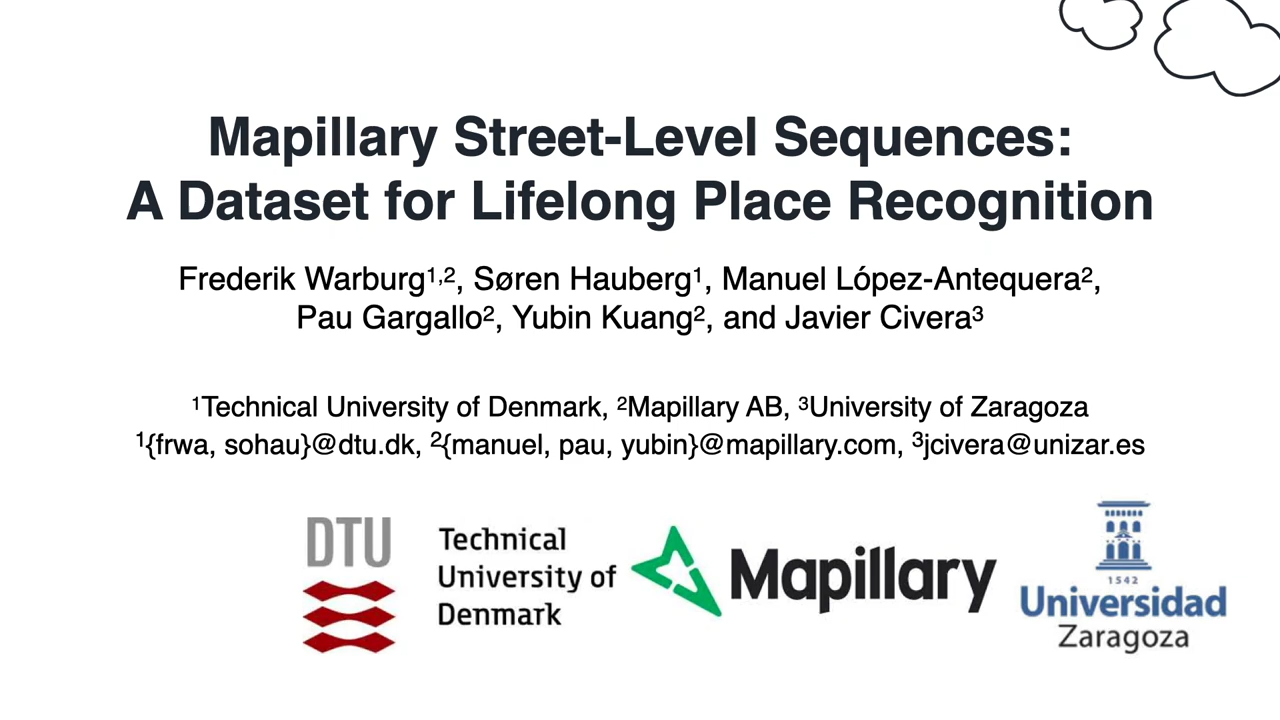 Mapillary Street-Level Sequences:
A Dataset for Lifelong Place Recognition
Frederik Warburg¹,², Søren Hauberg¹, Manuel López-Antequera²,
Pau Gargallo², Yubin Kuang², and Javier Civera³
¹Technical University of Denmark, ²Mapillary AB, ³University of Zaragoza
¹{frwa, sohau}@dtu.dk, ²{manuel, pau, yubin}@mapillary.com, ³jcivera@unizar.es
DTU
Technical
University of
Denmark
Mapillary
1542
Universidad
Zaragoza